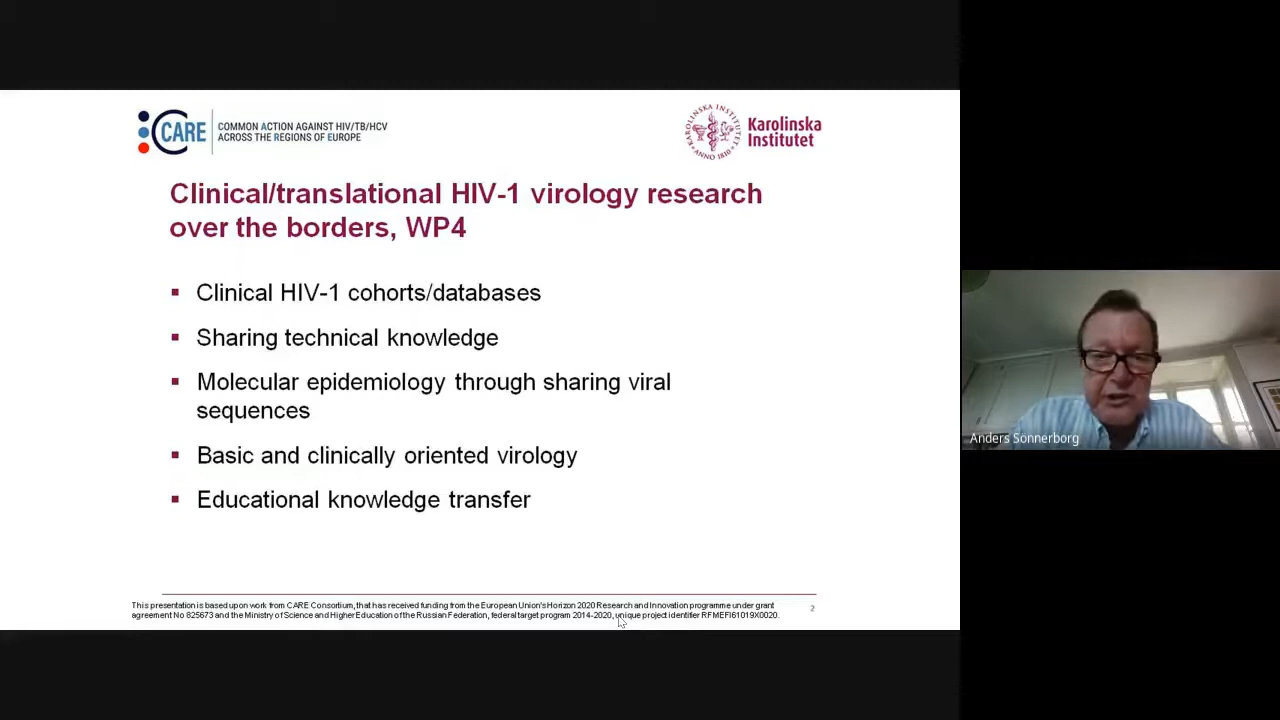 CARE
COMMON ACTION AGAINST HIV/TB/HCV
ACROSS THE REGIONS OF EUROPE
KAROLINSKA INSTITUTET
ANNO 1810
Karolinska
Institutet
Clinical/translational HIV-1 virology research
over the borders, WP4
Clinical HIV-1 cohorts/databases
Sharing technical knowledge
Molecular epidemiology through sharing viral
sequences
Basic and clinically oriented virology
Educational knowledge transfer
This presentation is based upon work from CARE Consortium, that has received funding from the European Union's Horizon 2020 Research and Innovation programme under grant
agreement No 825673 and the Ministry of Science and Higher Education of the Russian Federation, federal target program 2014-2020, unique project identifier RFMEFI61019X0020.
2
Anders Sonnerborg